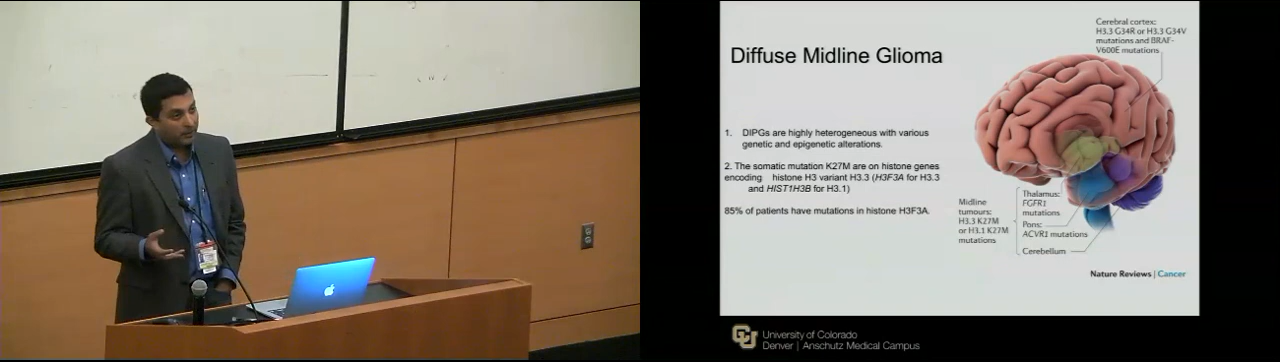 Diffuse Midline Glioma
1. DIPGs are highly heterogeneous with various
genetic and epigenetic alterations.
2. The somatic mutation K27M are on histone genes
encoding histone H3 variant H3.3 (H3F3A for H3.3
and HIST1H3B for H3.1)
85% of patients have mutations in histone H3F3A.
Cerebral cortex:
H3.3 G34R or H3.3 G34V
mutations and BRAF-
V600E mutations
Midline
tumours:
H3.3 K27M
or H3.1 K27M
mutations
Thalamus:
FGFR1
mutations
Pons:
ACVR1 mutations
Cerebellum
Nature Reviews | Cancer
CU
University of Colorado
Denver | Anschutz Medical Campus